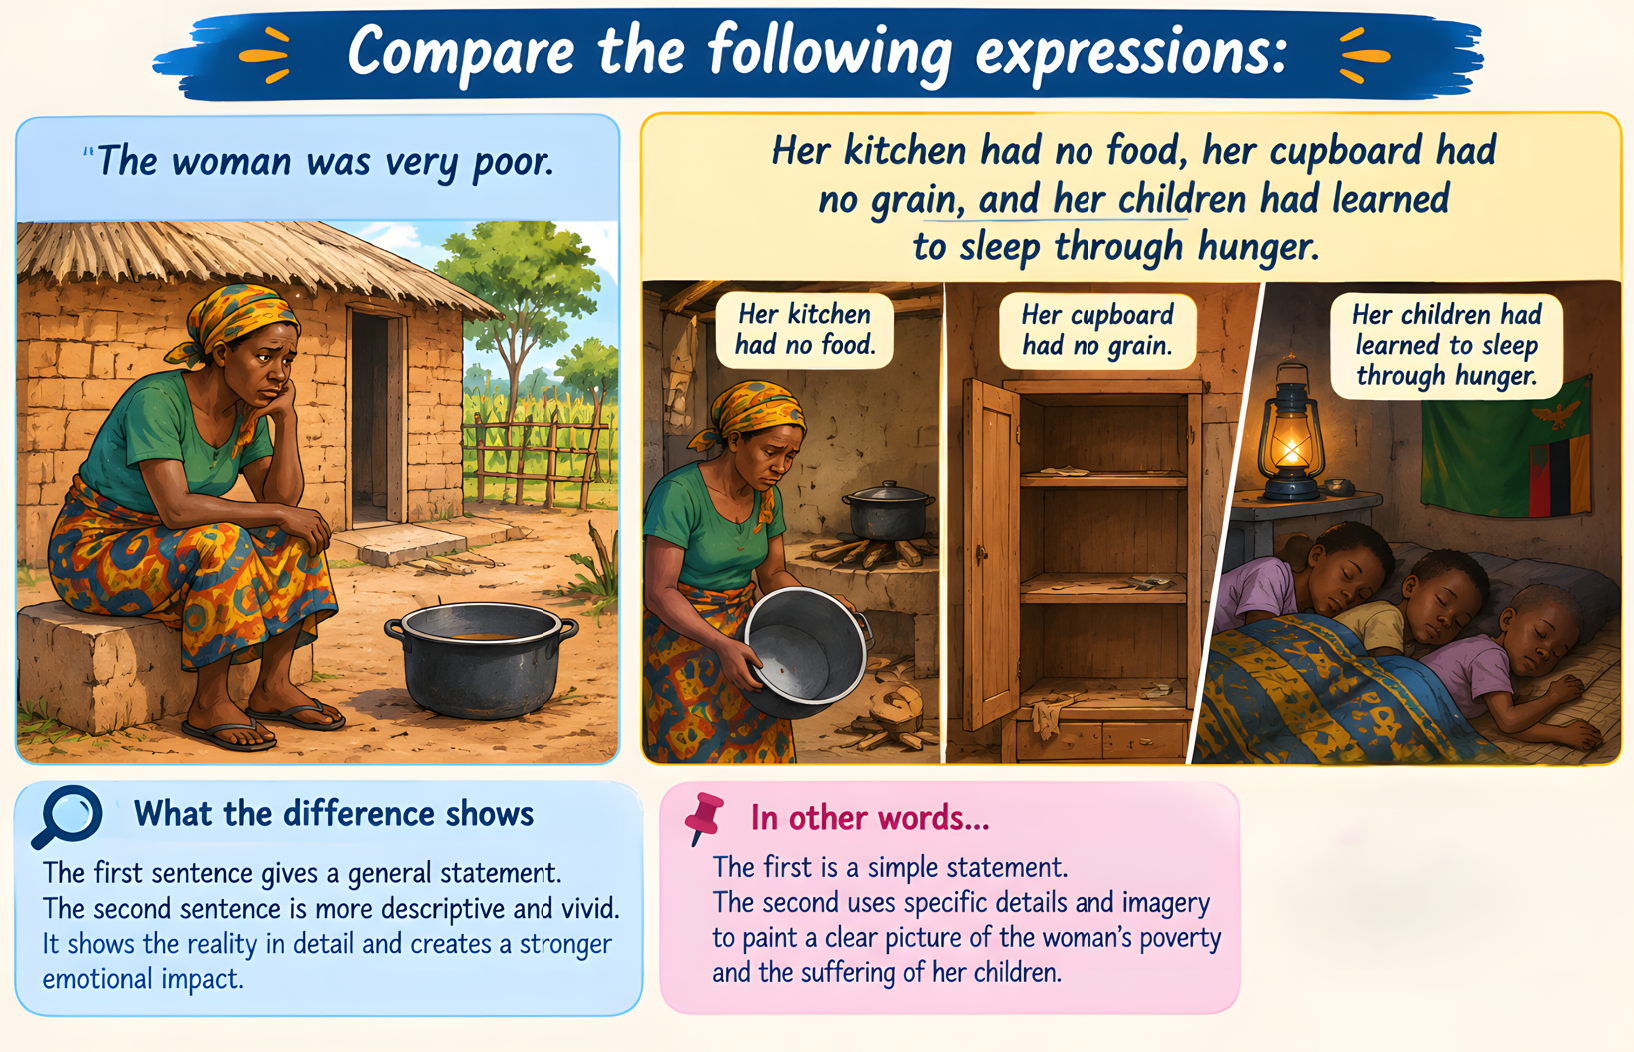 Compare the following expressions:
"The woman was very poor.
Her kitchen had no food, her cupboard had
no grain, and her children had learned
to sleep through hunger.
Her kitchen
had no food.
Her cupboard
had no grain.
Her children had
learned to sleep
through hunger.
What the difference shows
The first sentence gives a general statement.
The second sentence is more descriptive and vivid.
It shows the reality in detail and creates a stronger
emotional impact.
In other words...
The first is a simple statement.
The second uses specific details and imagery
to paint a clear picture of the woman's poverty
and the suffering of her children.